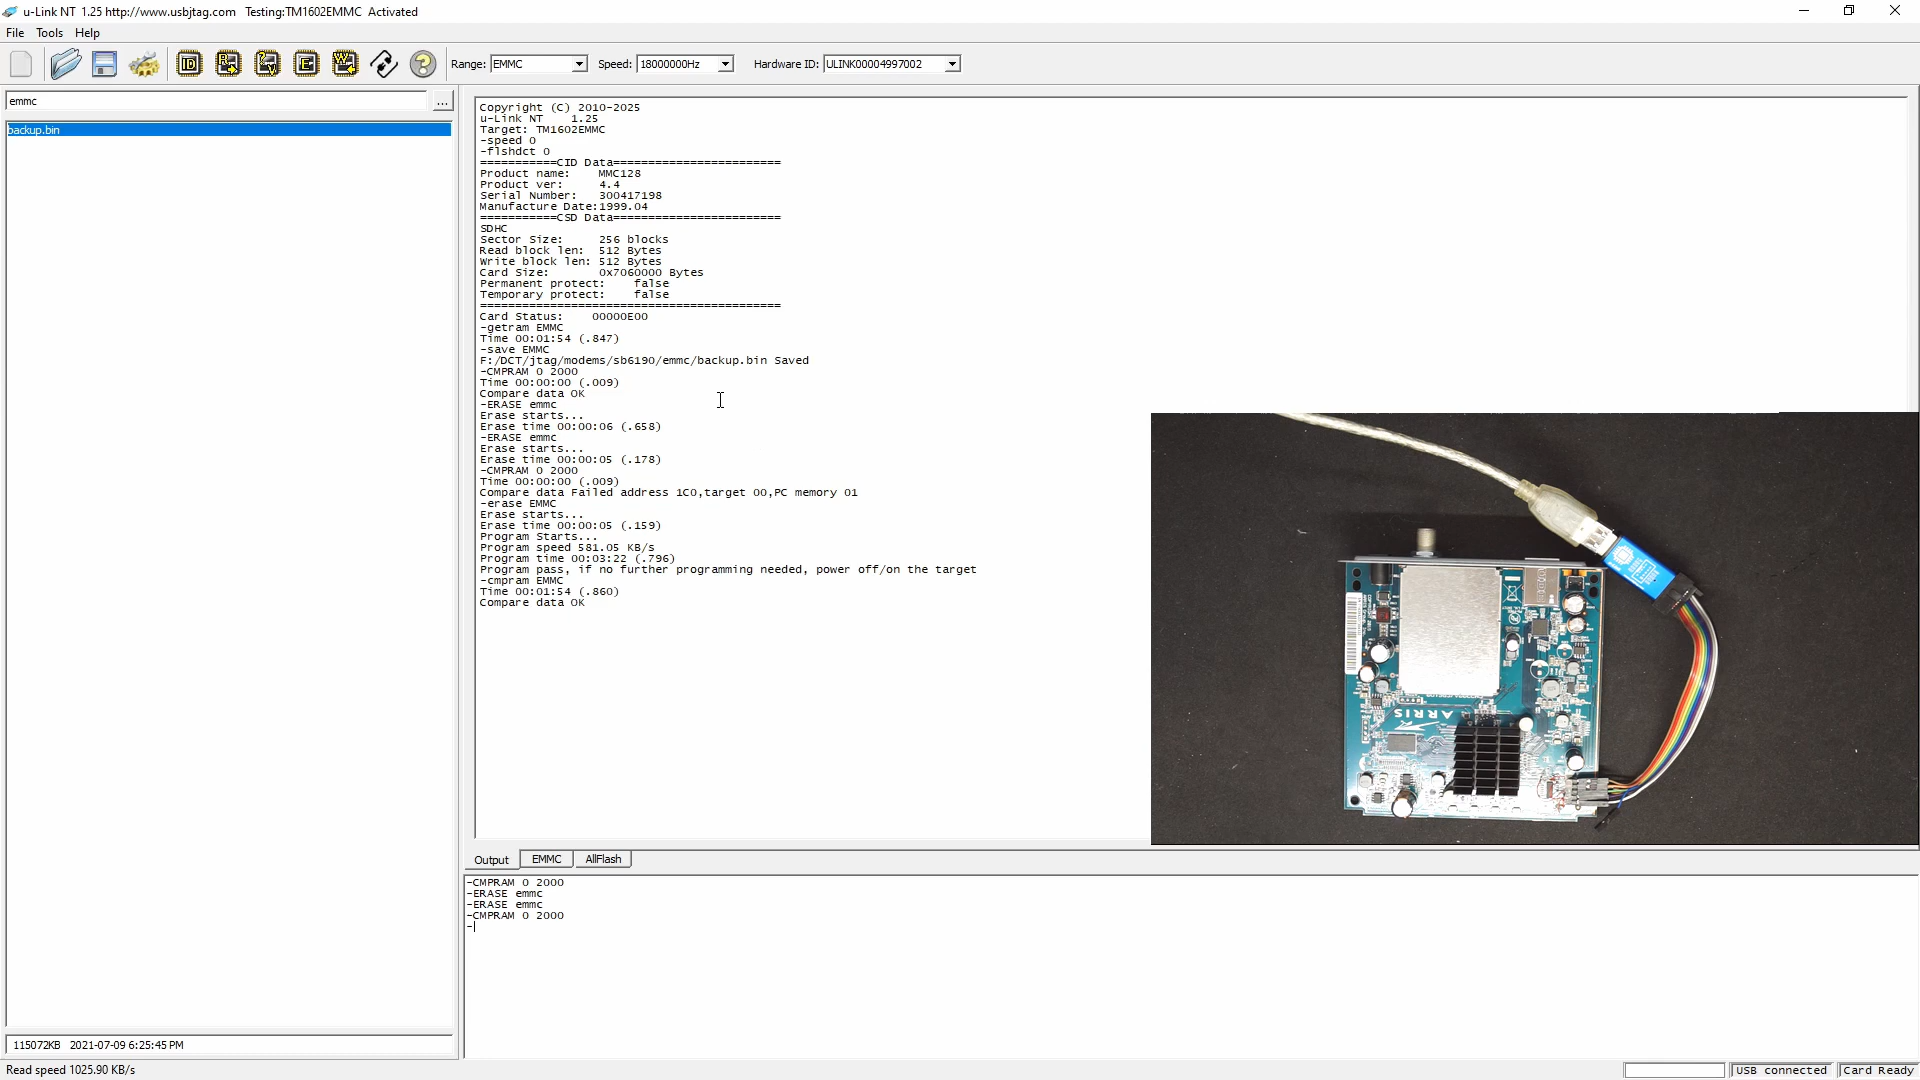 u-Link NT 1.25 http://www.usbjtag.com Testing:TM1602EMMC Activated
File Tools Help
ID R E W ?
Range: EMMC Speed: 18000000Hz Hardware ID: ULINK00004997002
emmc ...
backup.bin
Copyright (C) 2010-2025
u-Link NT 1.25
Target: TM1602EMMC
-speed 0
-flshdct 0
===========CID Data========================
Product name: MMC128
Product ver: 4.4
Serial Number: 300417198
Manufacture Date:1999.04
===========CSD Data========================
SDHC
Sector Size: 256 blocks
Read block len: 512 Bytes
Write block len: 512 Bytes
Card Size: 0x7060000 Bytes
Permanent protect: false
Temporary protect: false
===========================================
Card Status: 00000E00
-getram EMMC
Time 00:01:54 (.847)
-save EMMC
F:/DCT/jtag/modems/sb6190/emmc/backup.bin Saved
-CMPRAM 0 2000
Time 00:00:00 (.009)
Compare data OK
-ERASE emmc
Erase starts...
Erase time 00:00:06 (.658)
-ERASE emmc
Erase starts...
Erase time 00:00:05 (.178)
-CMPRAM 0 2000
Time 00:00:00 (.009)
Compare data Failed address 1C0,target 00,PC memory 01
-erase EMMC
Erase starts...
Erase time 00:00:05 (.159)
Program Starts...
Program speed 581.05 KB/s
Program time 00:03:22 (.796)
Program pass, if no further programming needed, power off/on the target
-cmpram EMMC
Time 00:01:54 (.860)
Compare data OK
ARRIS
Output EMMC AllFlash
-CMPRAM 0 2000
-ERASE emmc
-ERASE emmc
-CMPRAM 0 2000
-
115072KB 2021-07-09 6:25:45 PM
Read speed 1025.90 KB/s USB connected Card Ready